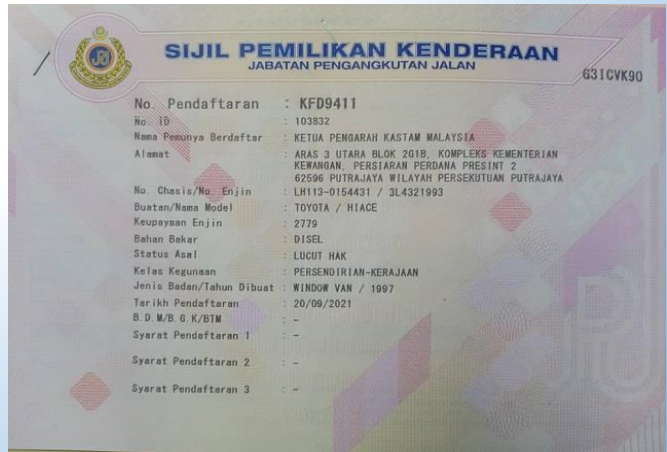 SIJIL PEMILIKAN KENDERAAN
JABATAN PENGANGKUTAN JALAN
G31CVK90
No. Pendaftaran : KFD9411
No. ID : 103832
Nama Pemunya Berdaftar : KETUA PENGARAH KASTAM MALAYSIA
Alamat : ARAS 3 UTARA BLOK 2G1B, KOMPLEKS KEMENTERIAN
KEWANGAN, PERSIARAN PERDANA PRESINT 2
62596 PUTRAJAYA WILAYAH PERSEKUTUAN PUTRAJAYA
No. Chasis/No. Enjin : LH113-0154431 / 3L4321993
Buatan/Nama Model : TOYOTA / HIACE
Keupayaan Enjin : 2779
Bahan Bakar : DISEL
Status Asal : LUCUT HAK
Kelas Kegunaan : PERSENDIRIAN-KERAJAAN
Jenis Badan/Tahun Dibuat : WINDOW VAN / 1997
Tarikh Pendaftaran : 20/09/2021
B.D.M/B.G.K/BTM : -
Syarat Pendaftaran 1 : -
Syarat Pendaftaran 2 : -
Syarat Pendaftaran 3 : -